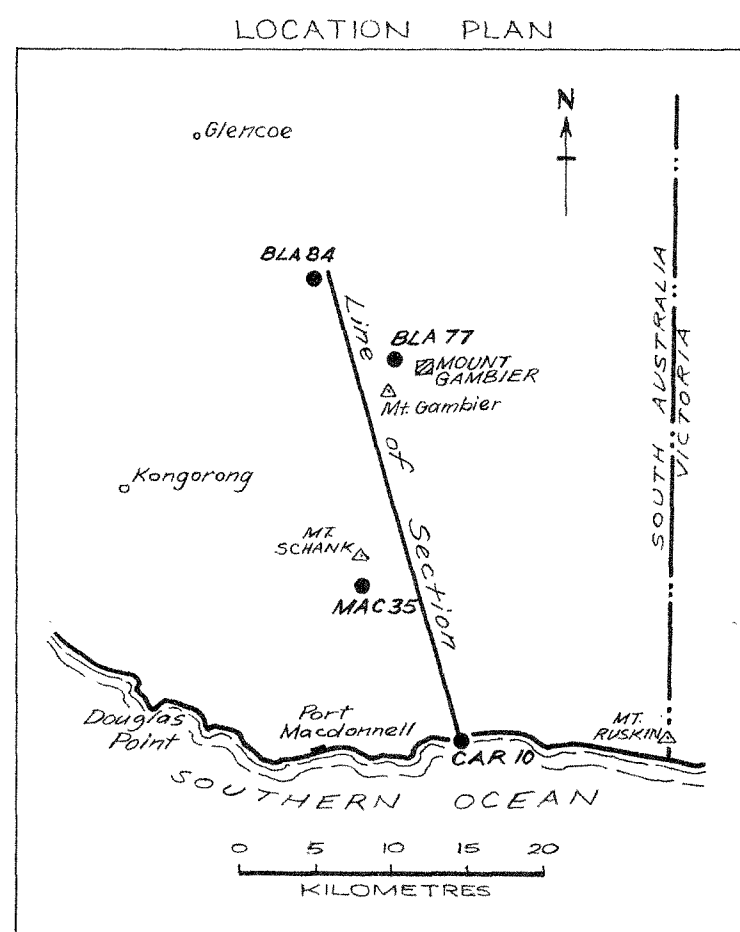 LOCATION PLAN
N
Glencoe
BLA 84
Line of Section
BLA 77
MOUNT
GAMBIER
Mt. Gambier
SOUTH AUSTRALIA
VICTORIA
Kongorong
MT.
SCHANK
MAC 35
Douglas
Point
Port
Macdonnell
MT.
RUSKIN
CAR 10
SOUTHERN OCEAN
0 5 10 15 20
KILOMETRES